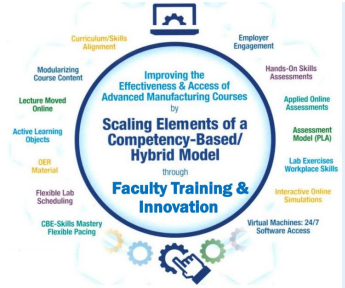 Curriculum/Skills
Alignment
Employer
Engagement
Modularizing
Course Content
Hands-On Skills
Assessments
Lecture Moved
Online
Applied Online
Assessments
Active Learning
Objects
Assessment
Model (PLA)
OER
Material
Lab Exercises
Workplace Skills
Flexible Lab
Scheduling
Interactive Online
Simulations
CBE-Skills Mastery
Flexible Pacing
Virtual Machines: 24/7
Software Access
Improving the
Effectiveness & Access of
Advanced Manufacturing Courses
by
Scaling Elements of a
Competency-Based/
Hybrid Model
through
Faculty Training &
Innovation